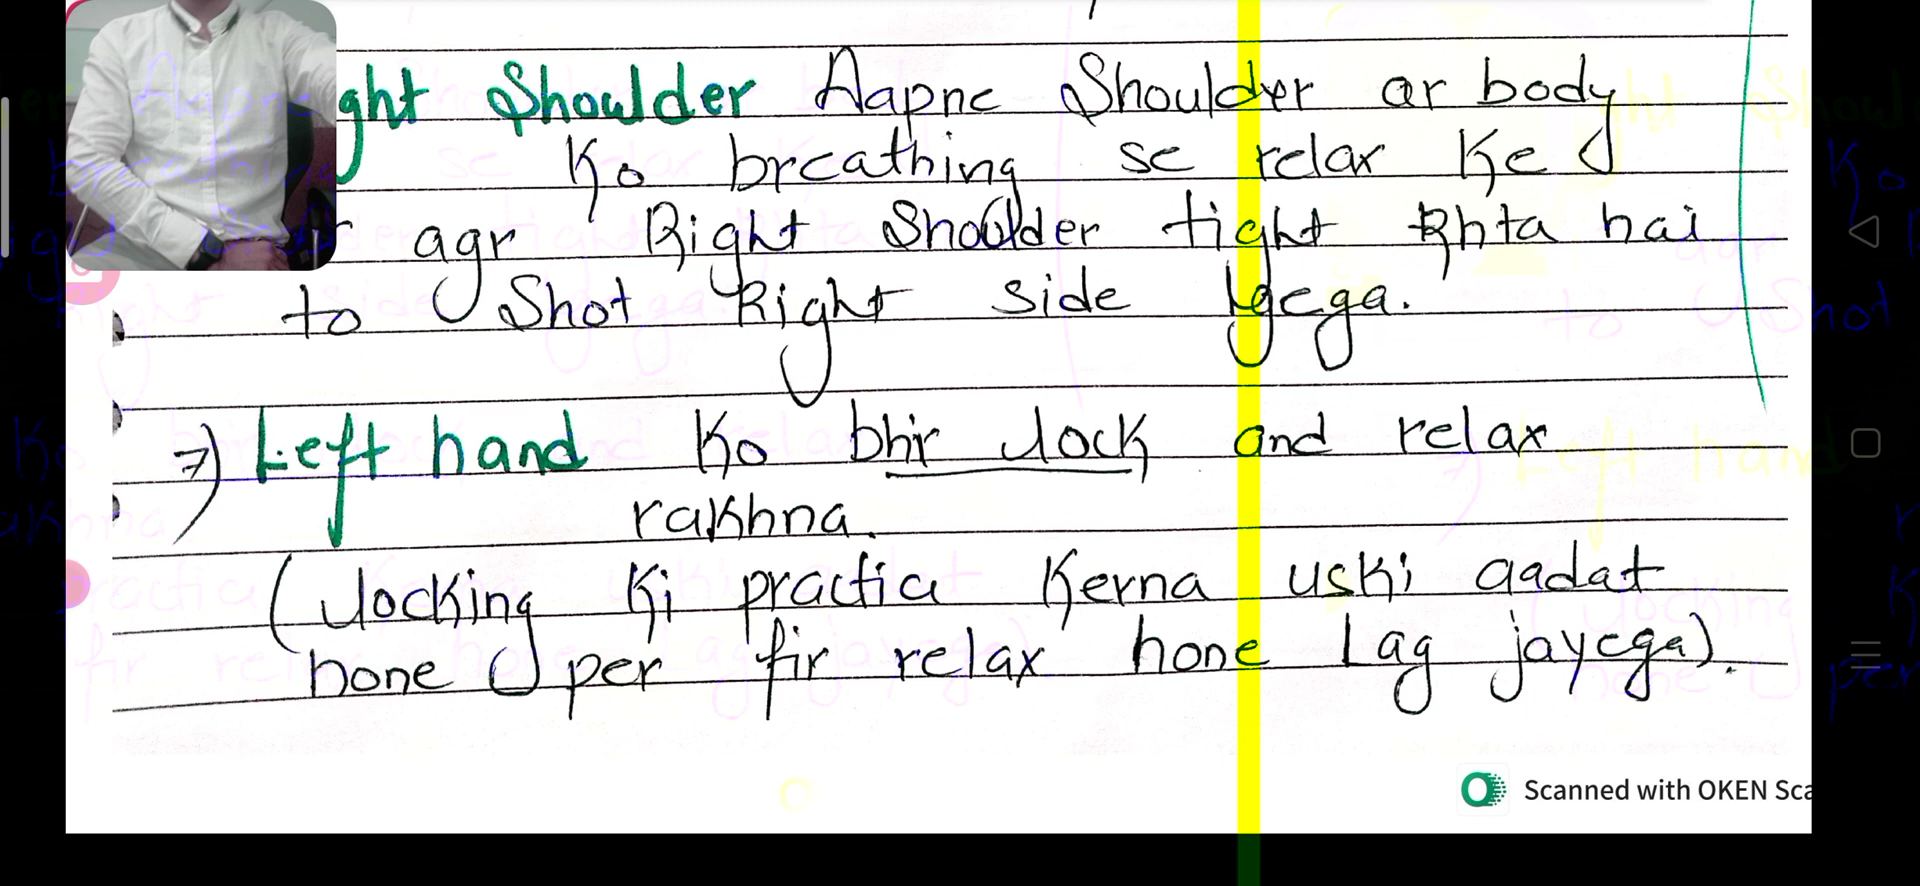 ght Shoulder Aapne Shoulder ar body
Ko breathing se relax Ke
r agr Right Shoulder tight Rhta hai
to Shot Right side lgega.
7) Left hand Ko bhir lock and relax
rakhna.
(locking Ki practice Kerna uski aadat
hone per fir relax hone Lag jayega).
Scanned with OKEN Sca